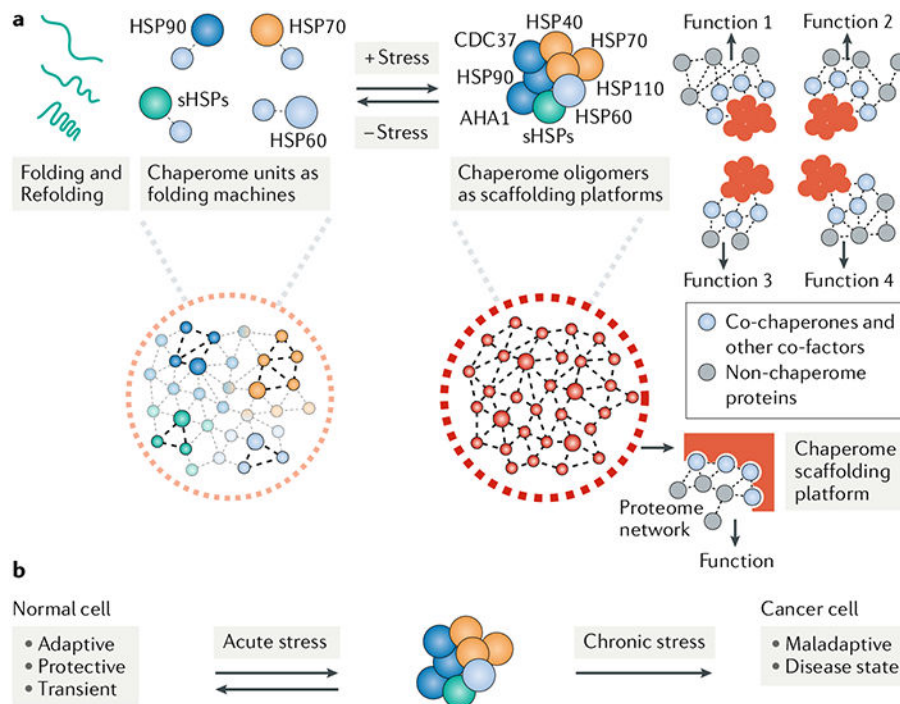 a
HSP90
HSP70
sHSPs
HSP60
+ Stress
– Stress
HSP40
CDC37
HSP70
HSP90
HSP110
AHA1
HSP60
sHSPs
Function 1
Function 2
Function 3
Function 4
Folding and
Refolding
Chaperome units as
folding machines
Chaperome oligomers
as scaffolding platforms
Co-chaperones and
other co-factors
Non-chaperome
proteins
Chaperome
scaffolding
platform
Proteome
network
Function
b
Normal cell
• Adaptive
• Protective
• Transient
Acute stress
Chronic stress
Cancer cell
• Maladaptive
• Disease state